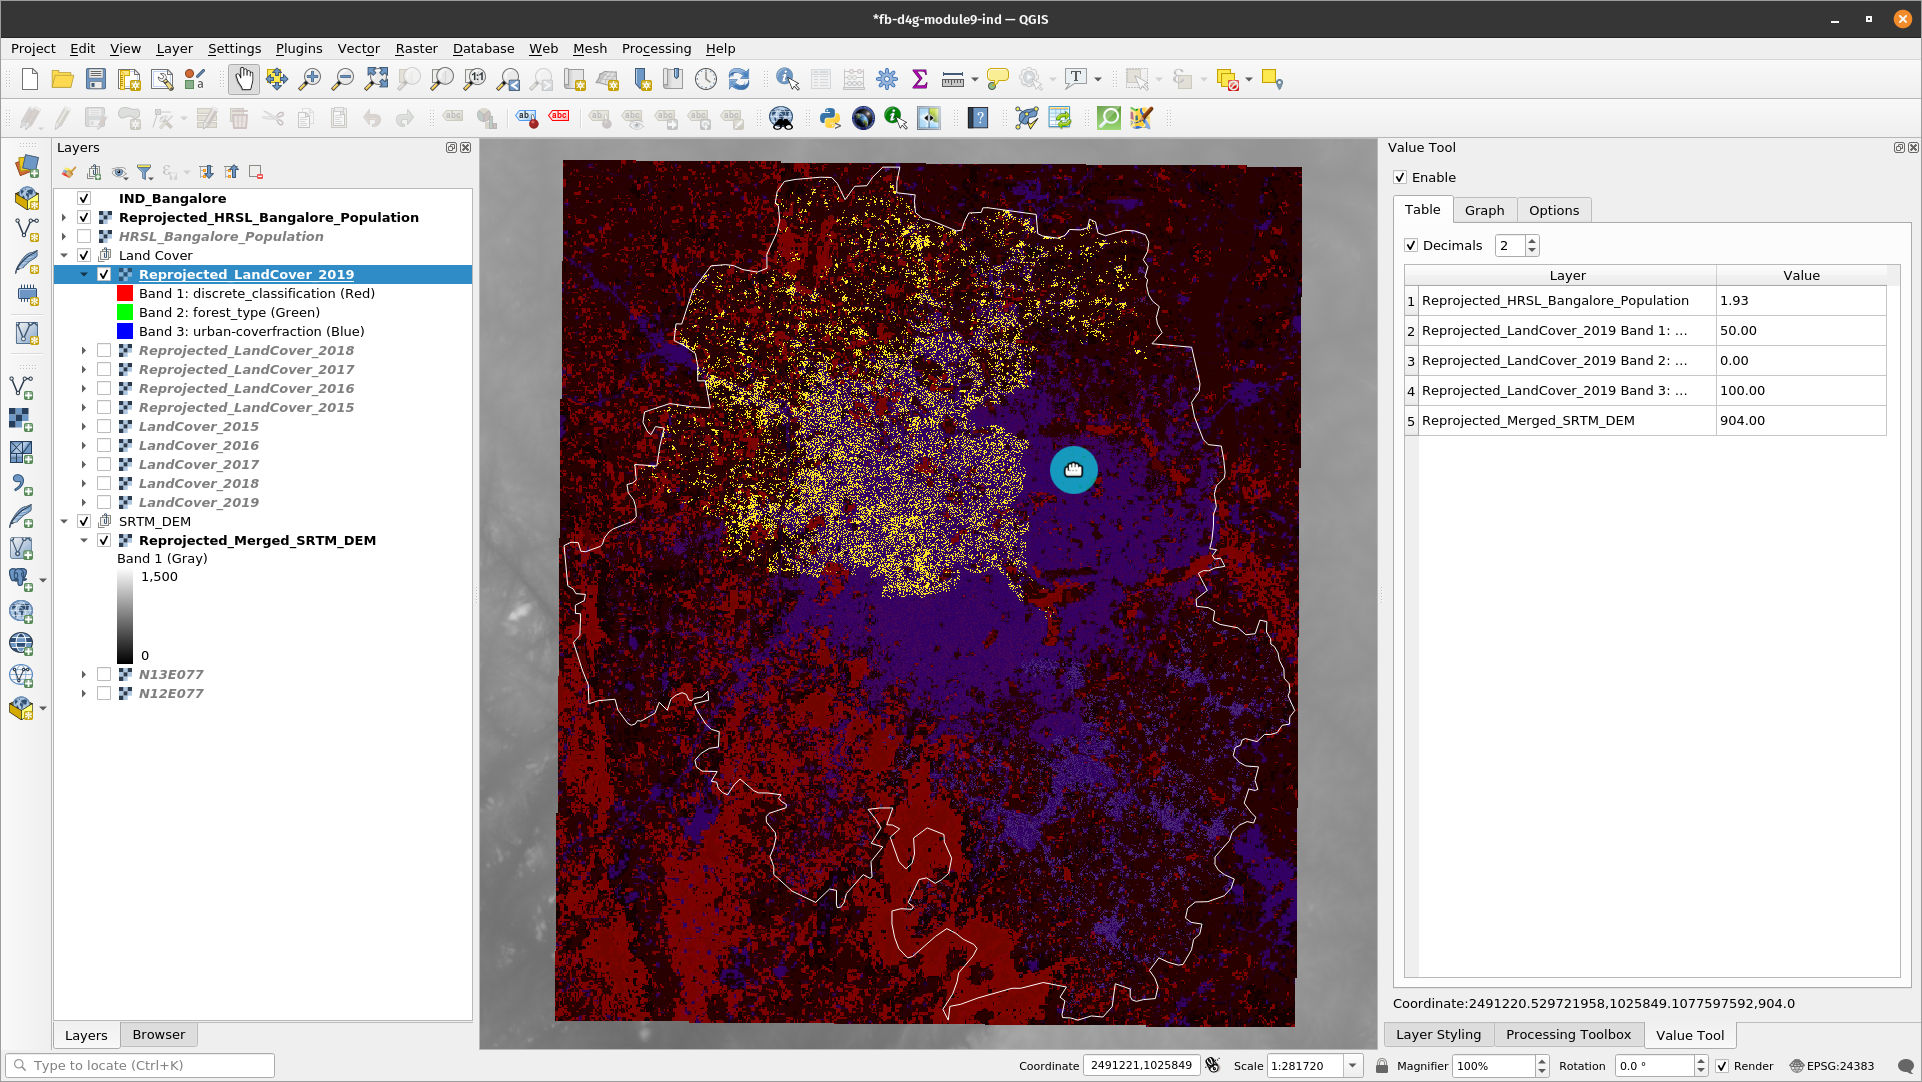 *fb-d4g-module9-ind — QGIS
Project Edit View Layer Settings Plugins Vector Raster Database Web Mesh Processing Help
Layers
IND_Bangalore
Reprojected_HRSL_Bangalore_Population
HRSL_Bangalore_Population
Land Cover
Reprojected_LandCover_2019
Band 1: discrete_classification (Red)
Band 2: forest_type (Green)
Band 3: urban-coverfraction (Blue)
Reprojected_LandCover_2018
Reprojected_LandCover_2017
Reprojected_LandCover_2016
Reprojected_LandCover_2015
LandCover_2015
LandCover_2016
LandCover_2017
LandCover_2018
LandCover_2019
SRTM_DEM
Reprojected_Merged_SRTM_DEM
Band 1 (Gray)
1,500
0
N13E077
N12E077
Layers Browser
Value Tool
Enable
Table Graph Options
Decimals 2
Layer Value
1 Reprojected_HRSL_Bangalore_Population 1.93
2 Reprojected_LandCover_2019 Band 1: ... 50.00
3 Reprojected_LandCover_2019 Band 2: ... 0.00
4 Reprojected_LandCover_2019 Band 3: ... 100.00
5 Reprojected_Merged_SRTM_DEM 904.00
Coordinate:2491220.529721958,1025849.1077597592,904.0
Layer Styling Processing Toolbox Value Tool
Type to locate (Ctrl+K) Coordinate 2491221,1025849 Scale 1:281720 Magnifier 100% Rotation 0.0 ° Render EPSG:24383